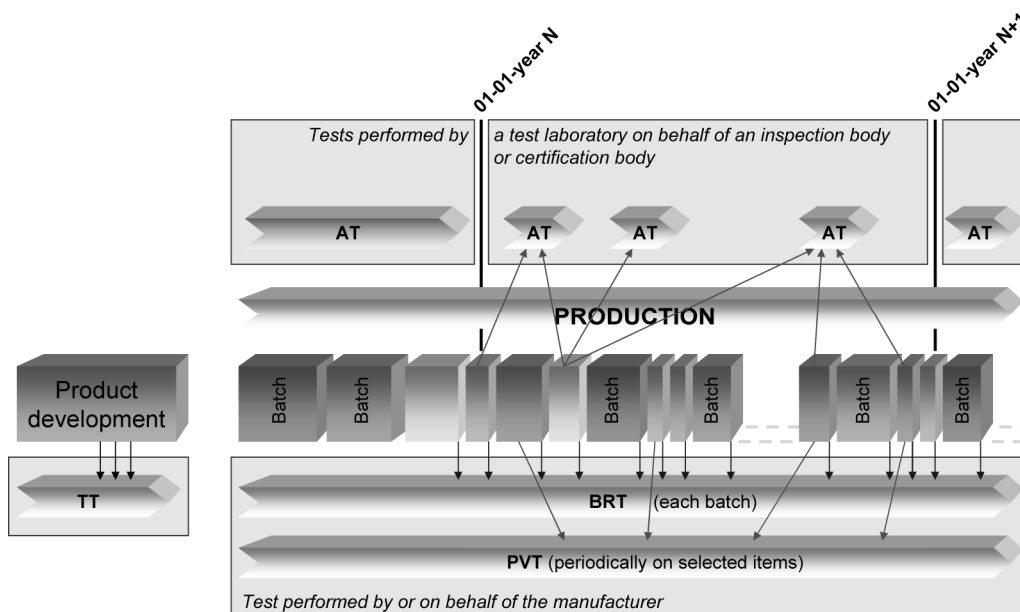 01-01-year N
01-01-year N+1
Tests performed by
a test laboratory on behalf of an inspection body
or certification body
AT
AT
AT
AT
AT
PRODUCTION
Product
development
Batch
Batch
Batch
Batch
Batch
Batch
TT
BRT (each batch)
PVT (periodically on selected items)
Test performed by or on behalf of the manufacturer